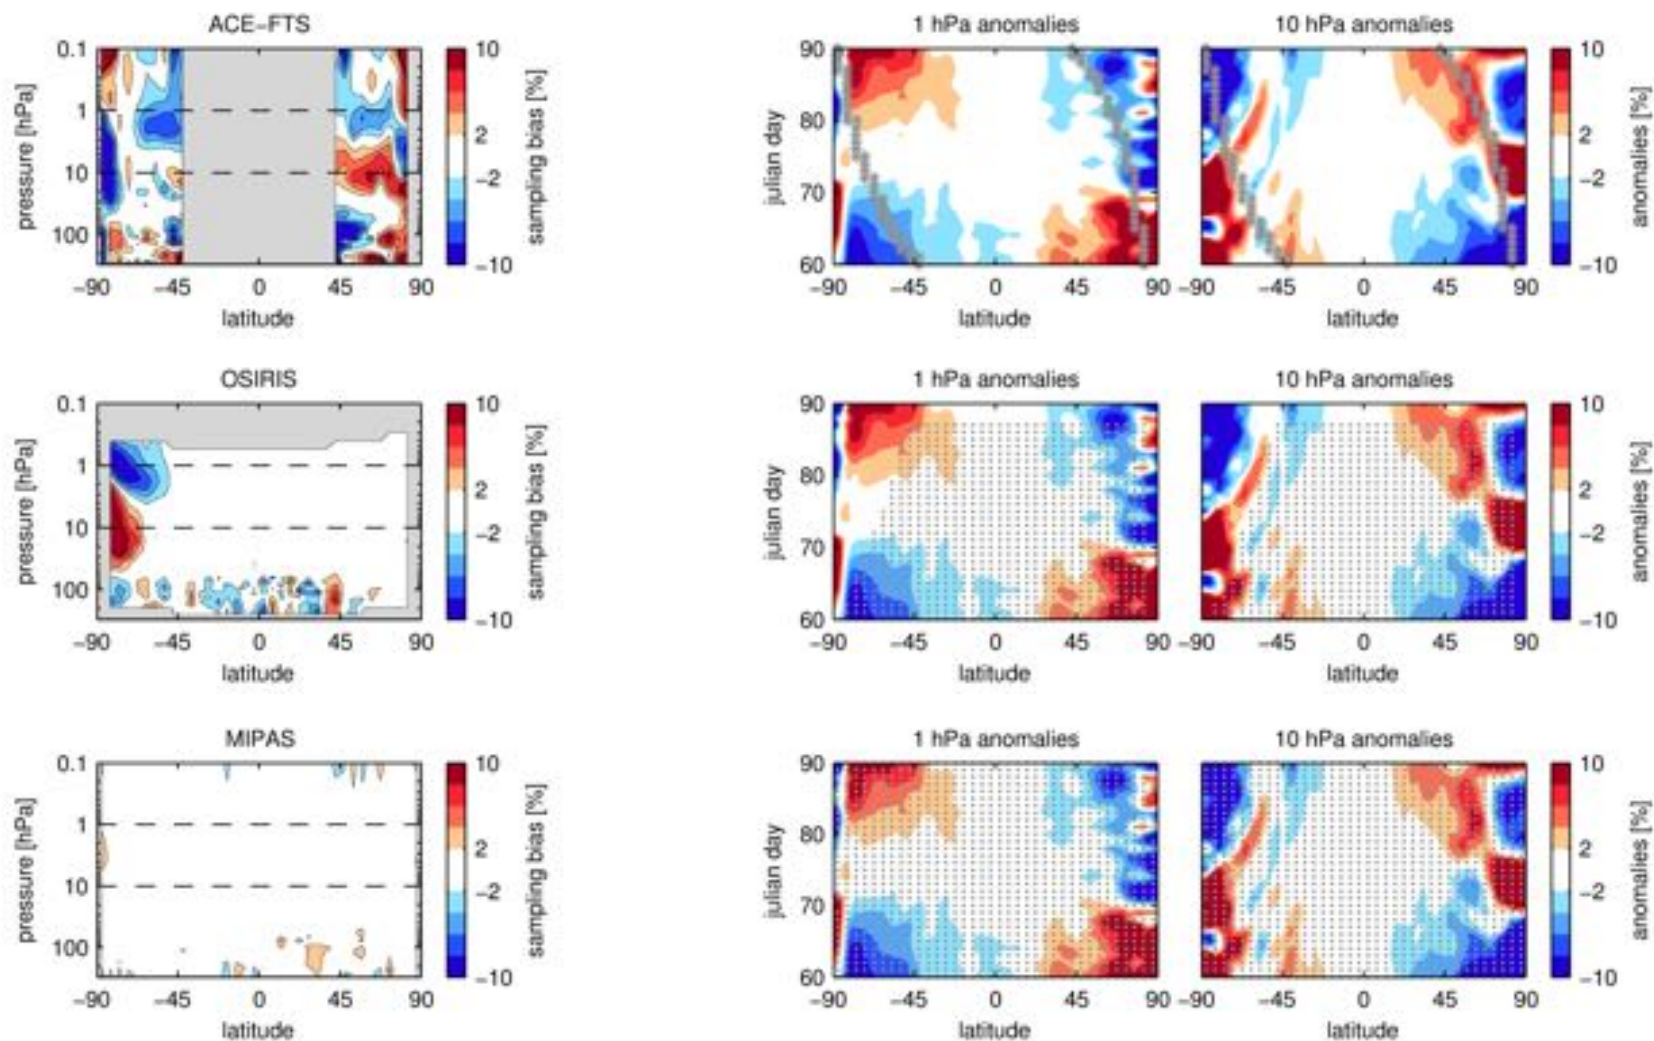 ACE−FTS
0.1
1
10
100
pressure [hPa]
−90 −45 0 45 90
latitude
10
2
−2
−10
sampling bias [%]
1 hPa anomalies
90
80
70
60
julian day
−90 −45 0 45 90
latitude
10 hPa anomalies
−90 −45 0 45 90
latitude
10
2
−2
−10
anomalies [%]
OSIRIS
0.1
1
10
100
pressure [hPa]
−90 −45 0 45 90
latitude
10
2
−2
−10
sampling bias [%]
1 hPa anomalies
90
80
70
60
julian day
−90 −45 0 45 90
latitude
10 hPa anomalies
−90 −45 0 45 90
latitude
10
2
−2
−10
anomalies [%]
MIPAS
0.1
1
10
100
pressure [hPa]
−90 −45 0 45 90
latitude
10
2
−2
−10
sampling bias [%]
1 hPa anomalies
90
80
70
60
julian day
−90 −45 0 45 90
latitude
10 hPa anomalies
−90 −45 0 45 90
latitude
10
2
−2
−10
anomalies [%]